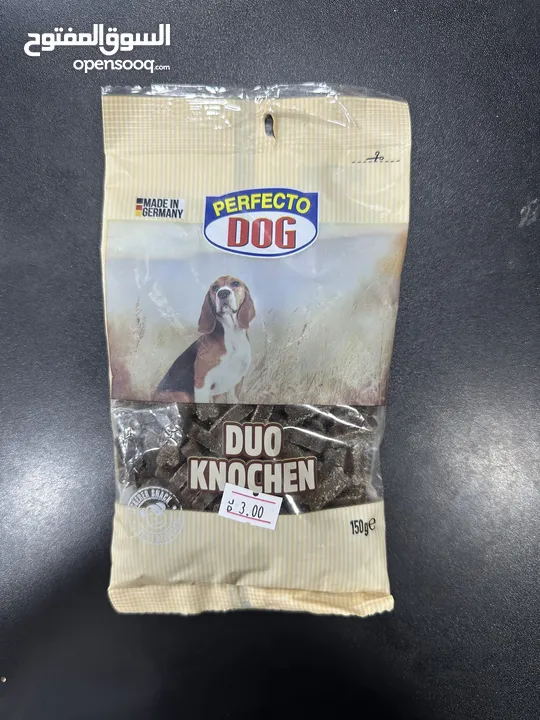 السوق المفتوح
opensooq.com
MADE IN
GERMANY
PERFECTO
DOG
DUO
KNOCHEN
3.00
150g℮